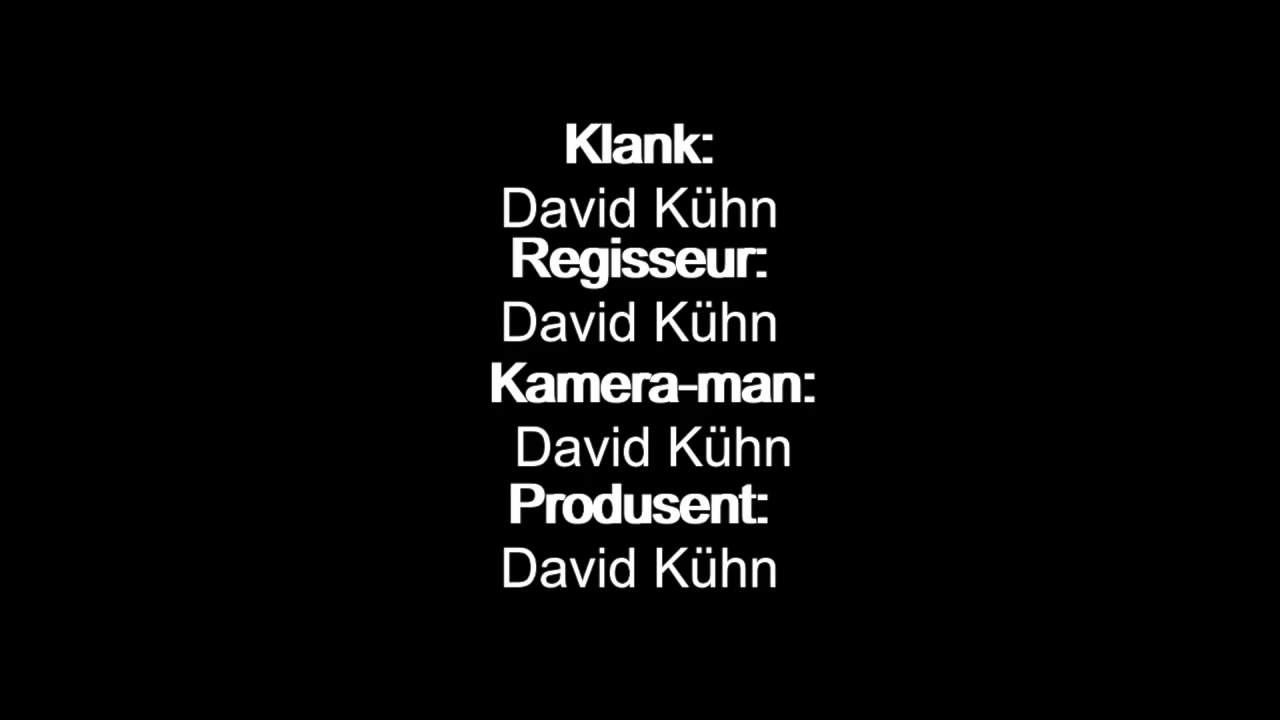 Klank:
David Kühn
Regisseur:
David Kühn
Kamera-man:
David Kühn
Produsent:
David Kühn